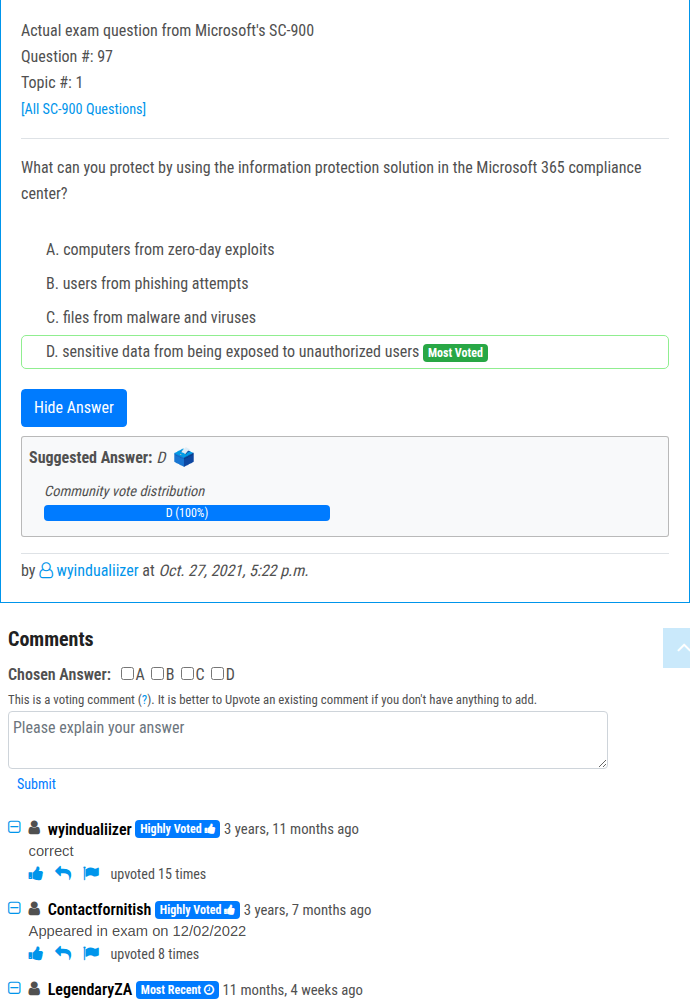 Actual exam question from Microsoft's SC-900
Question #: 97
Topic #: 1
[All SC-900 Questions]
What can you protect by using the information protection solution in the Microsoft 365 compliance
center?
A. computers from zero-day exploits
B. users from phishing attempts
C. files from malware and viruses
D. sensitive data from being exposed to unauthorized users Most Voted
Hide Answer
Suggested Answer: D
Community vote distribution
D (100%)
by wyindualiizer at Oct. 27, 2021, 5:22 p.m.
Comments
Chosen Answer: A B C D
This is a voting comment (?). It is better to Upvote an existing comment if you don't have anything to add.
Please explain your answer
Submit
wyindualiizer Highly Voted 3 years, 11 months ago
correct
upvoted 15 times
Contactfornitish Highly Voted 3 years, 7 months ago
Appeared in exam on 12/02/2022
upvoted 8 times
LegendaryZA Most Recent 11 months, 4 weeks ago